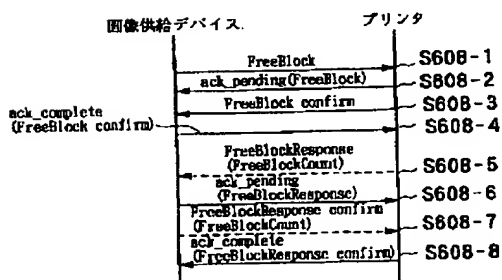 画像供給デバイス.
プリンタ
FreeBlock
S608-1
ack_pending(FreeBlock)
S608-2
FreeBlock confirm
S608-3
ack_complete
(FreeBlock confirm)
S608-4
FreeBlockResponse
(FreeBlockCount)
S608-5
ack_pending
(FreeBlockResponse)
S608-6
FreeBlockResponse confirm
(FreeBlockCount)
S608-7
ack_complete
(FreeBlockResponse confirm)
S608-8